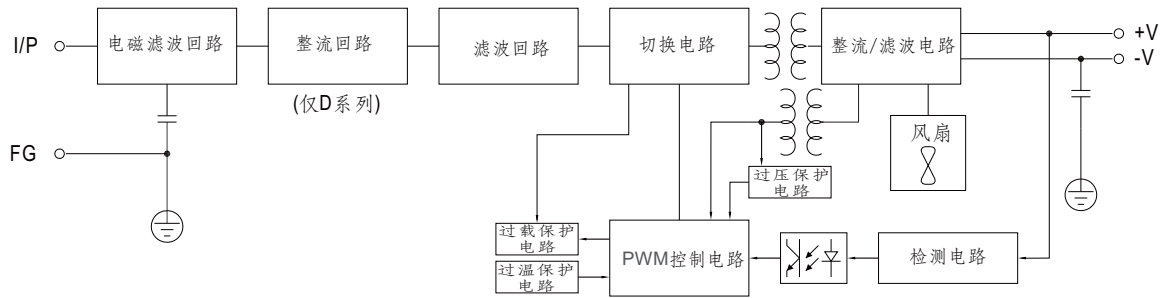 I/P
电磁滤波回路
整流回路
滤波回路
切换电路
整流/滤波电路
+V
-V
(仅D系列)
FG
风扇
过压保护
电路
过载保护
电路
过温保护
电路
PWM控制电路
检测电路